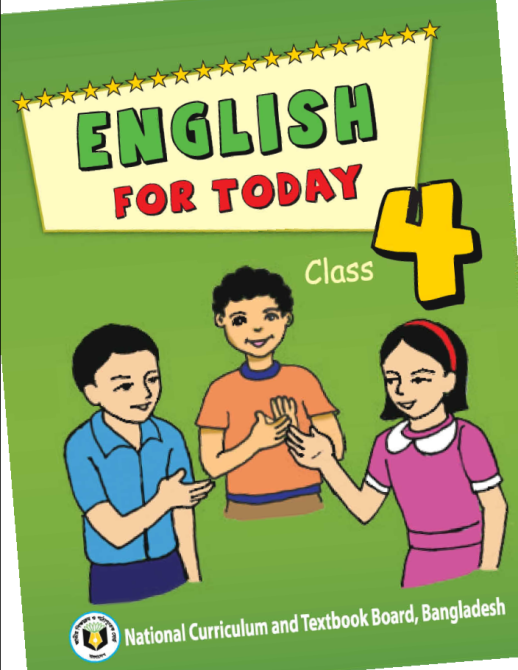 ENGLISH
FOR TODAY
Class 4
National Curriculum and Textbook Board, Bangladesh